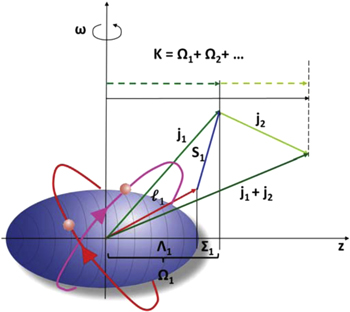 ω
K = Ω₁+ Ω₂+ ...
j₁
j₂
S₁
ℓ₁
j₁ + j₂
Λ₁
Σ₁
z
Ω₁